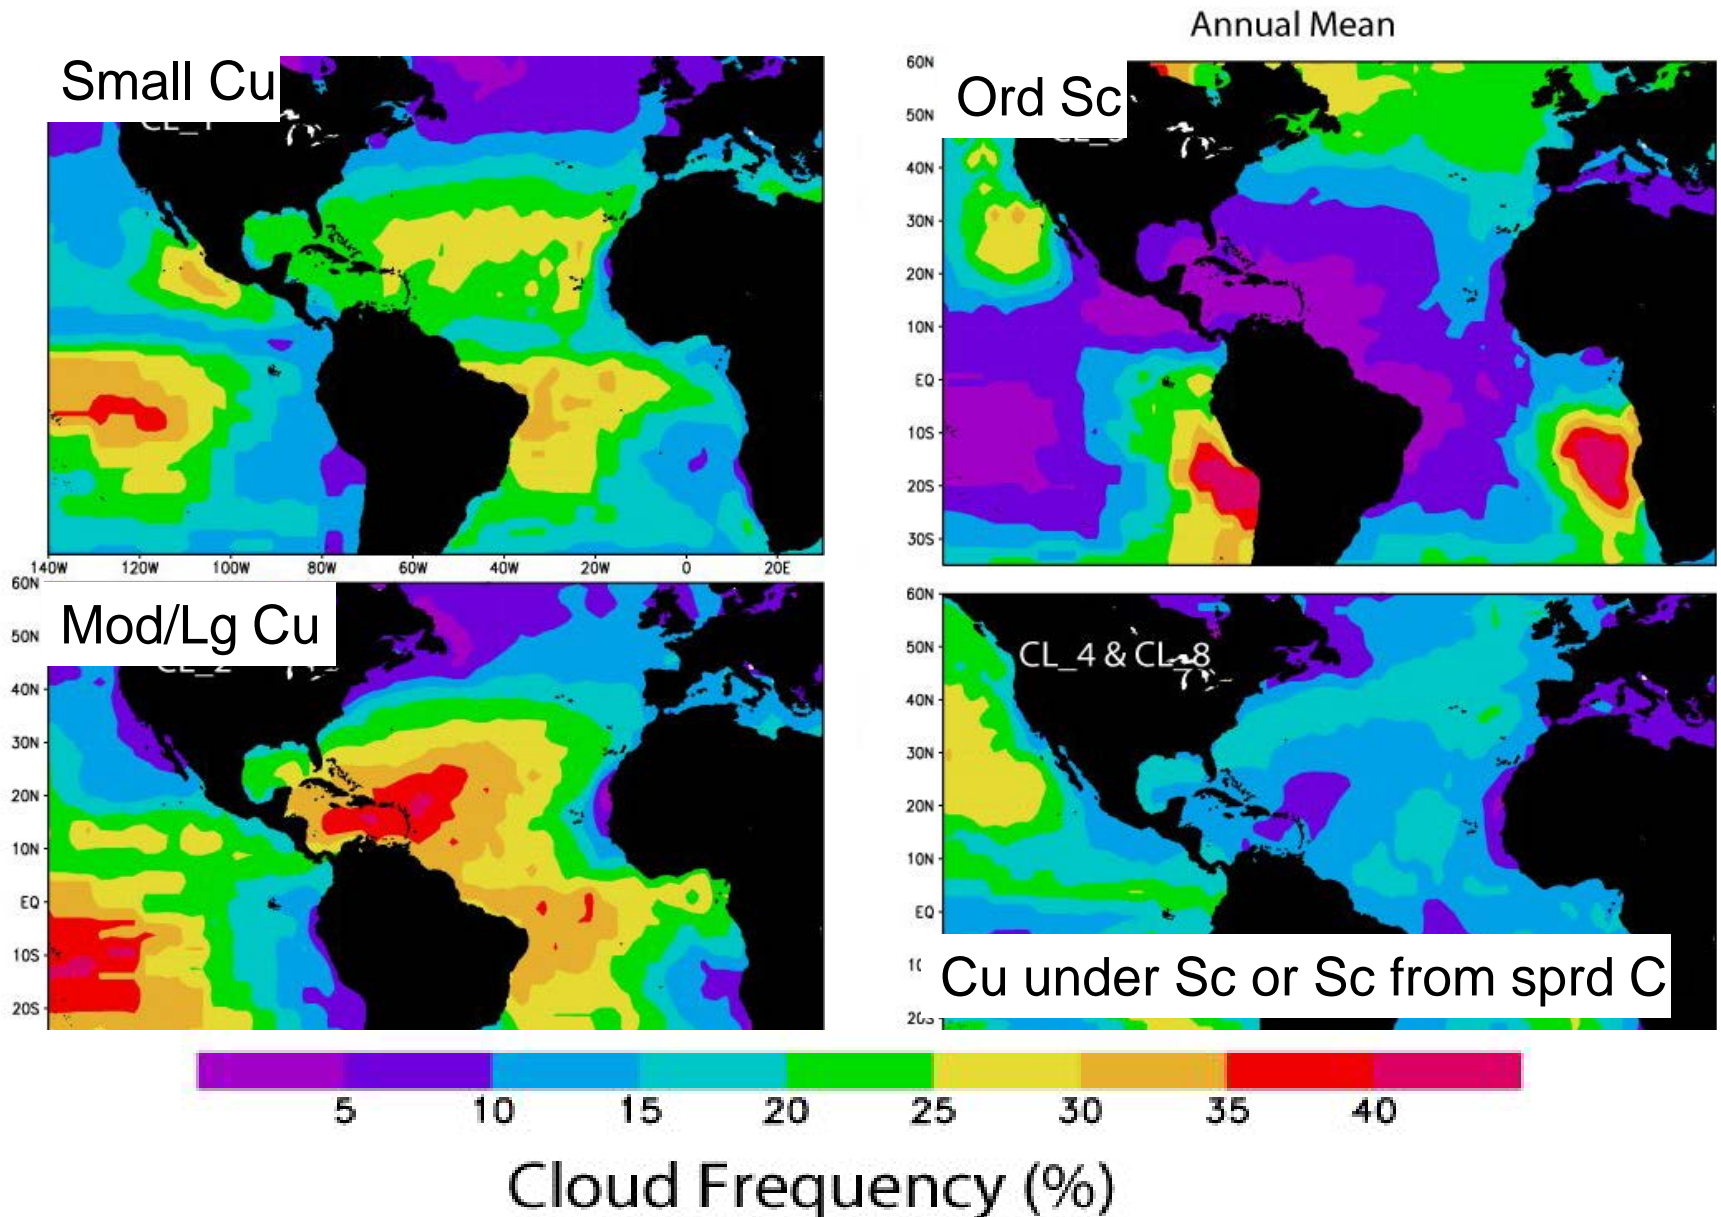 Annual Mean
Small Cu
60N
Ord Sc
50N
40N
30N
20N
10N
EQ
10S
20S
30S
140W 120W 100W 80W 60W 40W 20W 0 20E
60N
Mod/Lg Cu
50N
40N
30N
20N
10N
EQ
10S
20S
60N
50N
CL_4 & CL_8
40N
30N
20N
10N
EQ
Cu under Sc or Sc from sprd C
5 10 15 20 25 30 35 40
Cloud Frequency (%)